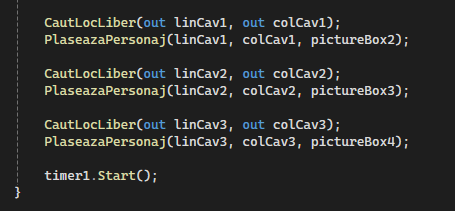 CautLocLiber(out linCav1, out colCav1);
PlaseazaPersonaj(linCav1, colCav1, pictureBox2);
CautLocLiber(out linCav2, out colCav2);
PlaseazaPersonaj(linCav2, colCav2, pictureBox3);
CautLocLiber(out linCav3, out colCav3);
PlaseazaPersonaj(linCav3, colCav3, pictureBox4);
timer1.Start();
}